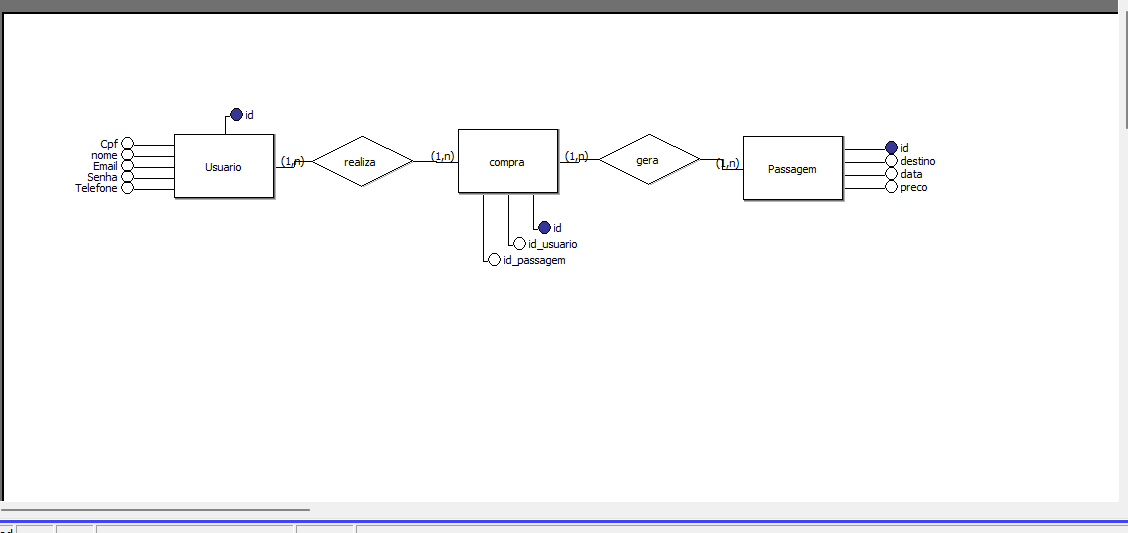 id
Cpf
nome
Email
Senha
Telefone
Usuario
(1,n)
realiza
(1,n)
compra
(1,n)
gera
(1,n)
Passagem
id
destino
data
preco
id
id_usuario
id_passagem